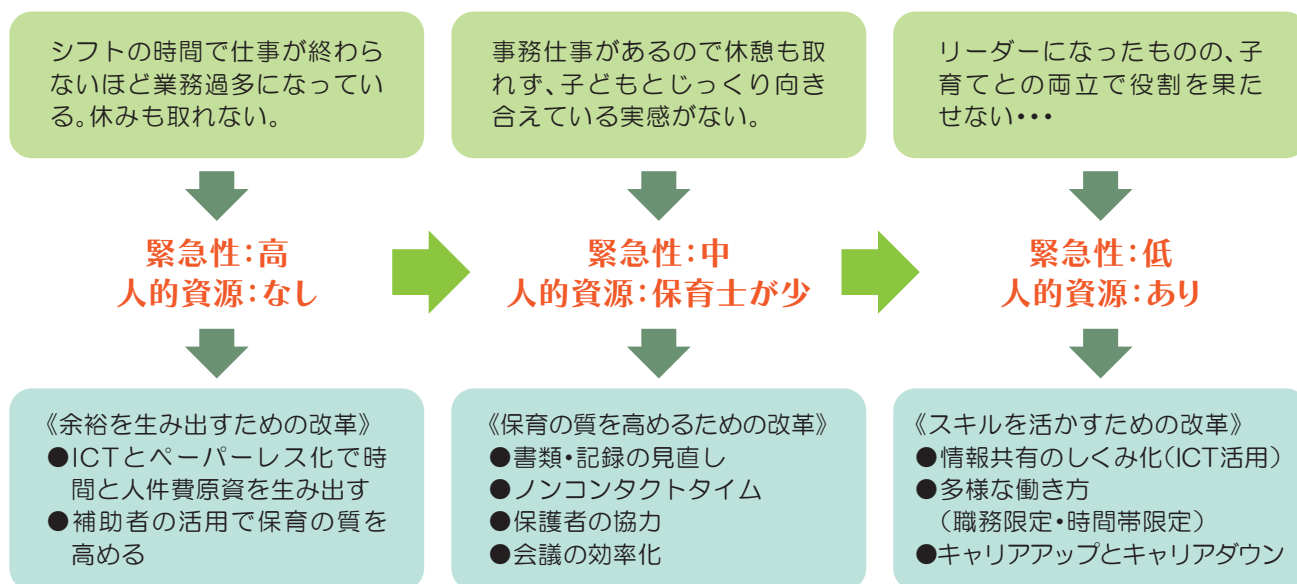 シフトの時間で仕事が終わら
ないほど業務過多になってい
る。休みも取れない。
事務仕事があるので休憩も取
れず、子どもとじっくり向き
合えている実感がない。
リーダーになったものの、子
育てとの両立で役割を果た
せない・・・
緊急性：高
人的資源：なし
緊急性：中
人的資源：保育士が少
緊急性：低
人的資源：あり
《余裕を生み出すための改革》
●ICTとペーパーレス化で時
間と人件費原資を生み出す
●補助者の活用で保育の質を
高める
《保育の質を高めるための改革》
●書類・記録の見直し
●ノンコンタクトタイム
●保護者の協力
●会議の効率化
《スキルを活かすための改革》
●情報共有のしくみ化（ICT活用）
●多様な働き方
（職務限定・時間帯限定）
●キャリアアップとキャリアダウン